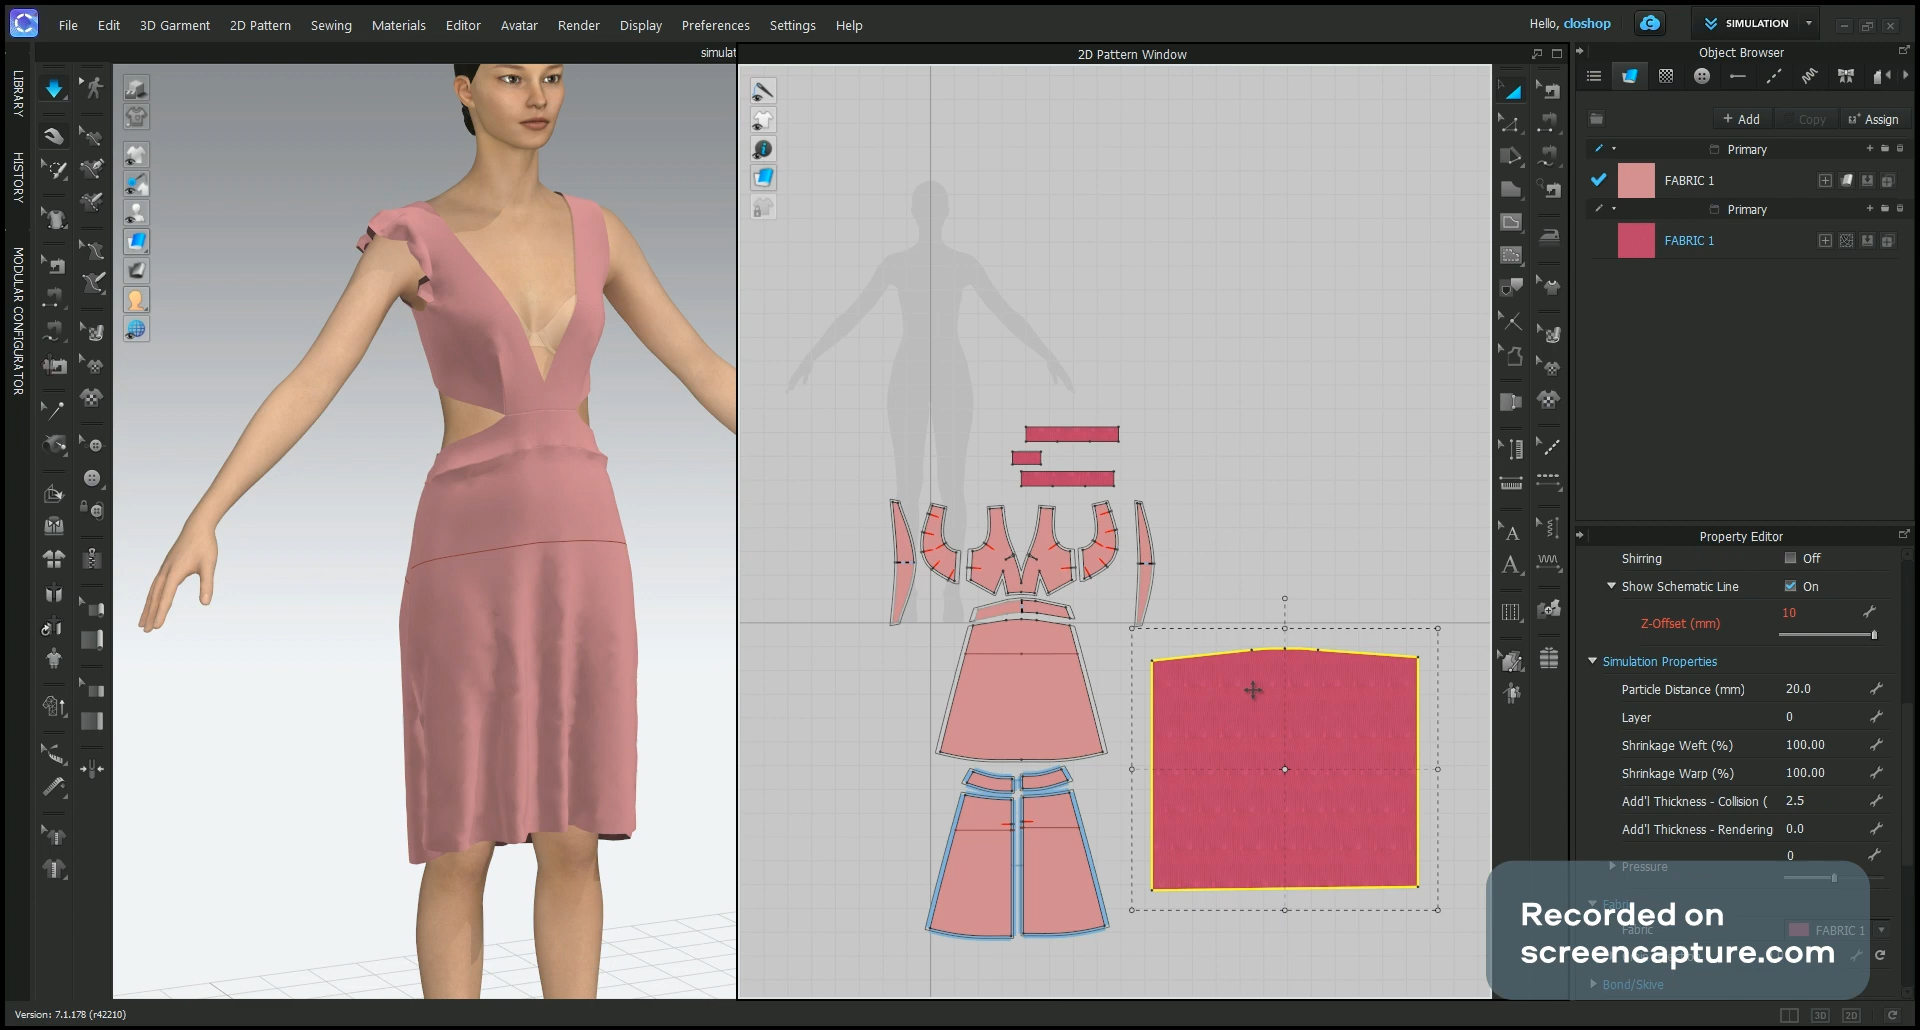 File Edit 3D Garment 2D Pattern Sewing Materials Editor Avatar Render Display Preferences Settings Help
Hello, closhop
SIMULATION
simulat
2D Pattern Window
Object Browser
LIBRARY
HISTORY
MODULAR CONFIGURATOR
+ Add
Copy
Assign
Primary
FABRIC 1
Primary
FABRIC 1
Property Editor
Shirring
Off
Show Schematic Line
On
Z-Offset (mm)
10
Simulation Properties
Particle Distance (mm)
20.0
Layer
0
Shrinkage Weft (%)
100.00
Shrinkage Warp (%)
100.00
Add'l Thickness - Collision (
2.5
Add'l Thickness - Rendering
0.0
Pressure
0
Fabric
FABRIC 1
Bond/Skive
Recorded on
screencapture.com
Version: 7.1.178 (r42210)
3D
2D
A
A